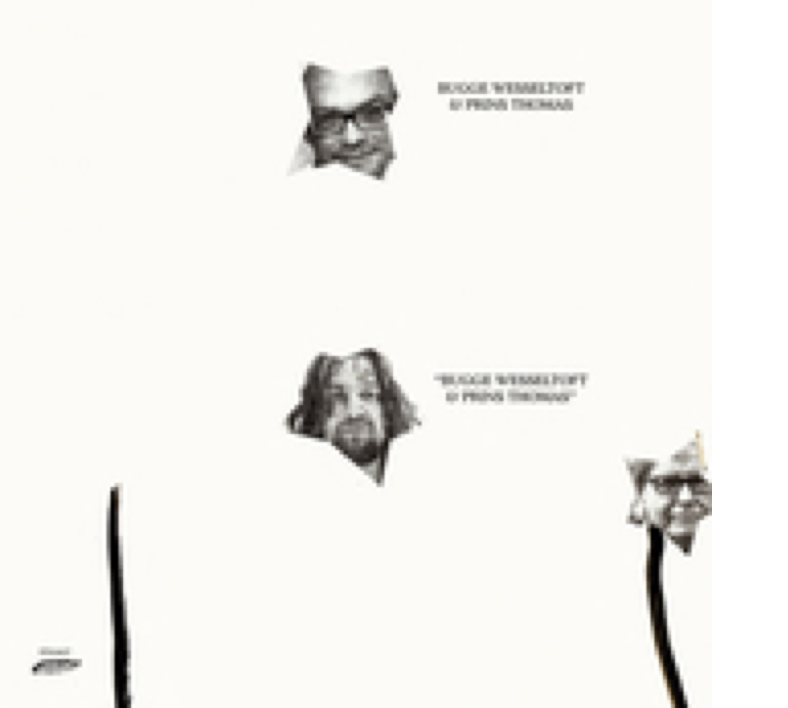 BUGGE WESSELTOFT
& PRINS THOMAS
"BUGGE WESSELTOFT
& PRINS THOMAS"